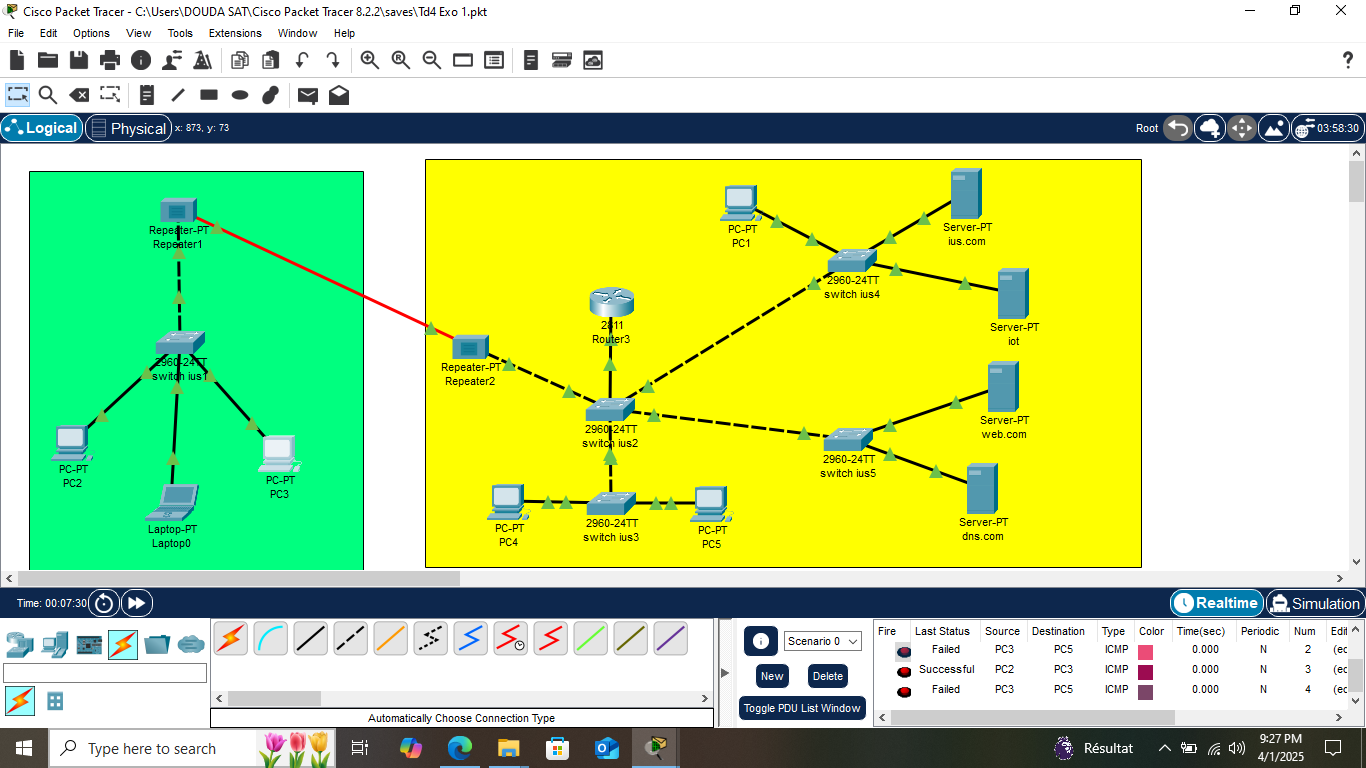 Cisco Packet Tracer - C:\Users\DOUDA SAT\Cisco Packet Tracer 8.2.2\saves\Td4 Exo 1.pkt
File Edit Options View Tools Extensions Window Help
Logical Physical x: 873, y: 73 Root 03:58:30
Repeater-PT
Repeater1
2960-24TT
switch ius1
PC-PT
PC2
Laptop-PT
Laptop0
PC-PT
PC3
Repeater-PT
Repeater2
2811
Router3
2960-24TT
switch ius2
PC-PT
PC4
2960-24TT
switch ius3
PC-PT
PC5
PC-PT
PC1
2960-24TT
switch ius4
Server-PT
ius.com
Server-PT
iot
2960-24TT
switch ius5
Server-PT
web.com
Server-PT
dns.com
Time: 00:07:30 Realtime Simulation
Automatically Choose Connection Type
Scenario 0
New Delete
Toggle PDU List Window
Fire Last Status Source Destination Type Color Time(sec) Periodic N Num Edit
Failed PC3 PC5 ICMP 0.000 N 2 (ec
Successful PC2 PC3 ICMP 0.000 N 3 (ec
Failed PC3 PC5 ICMP 0.000 N 4 (ec
Type here to search Résultat 9:27 PM
4/1/2025